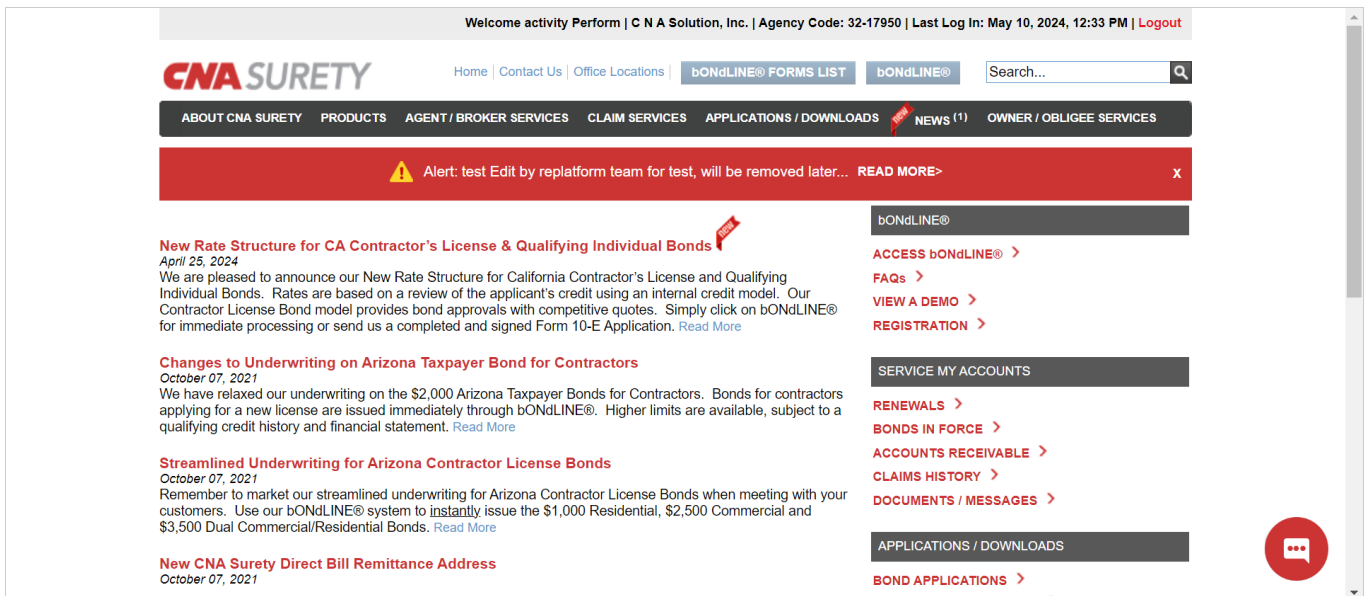 Welcome activity Perform | C N A Solution, Inc. | Agency Code: 32-17950 | Last Log In: May 10, 2024, 12:33 PM | Logout
CNA SURETY
Home | Contact Us | Office Locations |
bONdLINE® FORMS LIST
bONdLINE®
Search...
ABOUT CNA SURETY PRODUCTS AGENT / BROKER SERVICES CLAIM SERVICES APPLICATIONS / DOWNLOADS new NEWS (1) OWNER / OBLIGEE SERVICES
Alert: test Edit by replatform team for test, will be removed later... READ MORE> X
New Rate Structure for CA Contractor’s License & Qualifying Individual Bonds new
April 25, 2024
We are pleased to announce our New Rate Structure for California Contractor’s License and Qualifying
Individual Bonds. Rates are based on a review of the applicant’s credit using an internal credit model. Our
Contractor License Bond model provides bond approvals with competitive quotes. Simply click on bONdLINE®
for immediate processing or send us a completed and signed Form 10-E Application. Read More
Changes to Underwriting on Arizona Taxpayer Bond for Contractors
October 07, 2021
We have relaxed our underwriting on the $2,000 Arizona Taxpayer Bonds for Contractors. Bonds for contractors
applying for a new license are issued immediately through bONdLINE®. Higher limits are available, subject to a
qualifying credit history and financial statement. Read More
Streamlined Underwriting for Arizona Contractor License Bonds
October 07, 2021
Remember to market our streamlined underwriting for Arizona Contractor License Bonds when meeting with your
customers. Use our bONdLINE® system to instantly issue the $1,000 Residential, $2,500 Commercial and
$3,500 Dual Commercial/Residential Bonds. Read More
New CNA Surety Direct Bill Remittance Address
October 07, 2021
bONdLINE®
ACCESS bONdLINE® >
FAQs >
VIEW A DEMO >
REGISTRATION >
SERVICE MY ACCOUNTS
RENEWALS >
BONDS IN FORCE >
ACCOUNTS RECEIVABLE >
CLAIMS HISTORY >
DOCUMENTS / MESSAGES >
APPLICATIONS / DOWNLOADS
BOND APPLICATIONS >